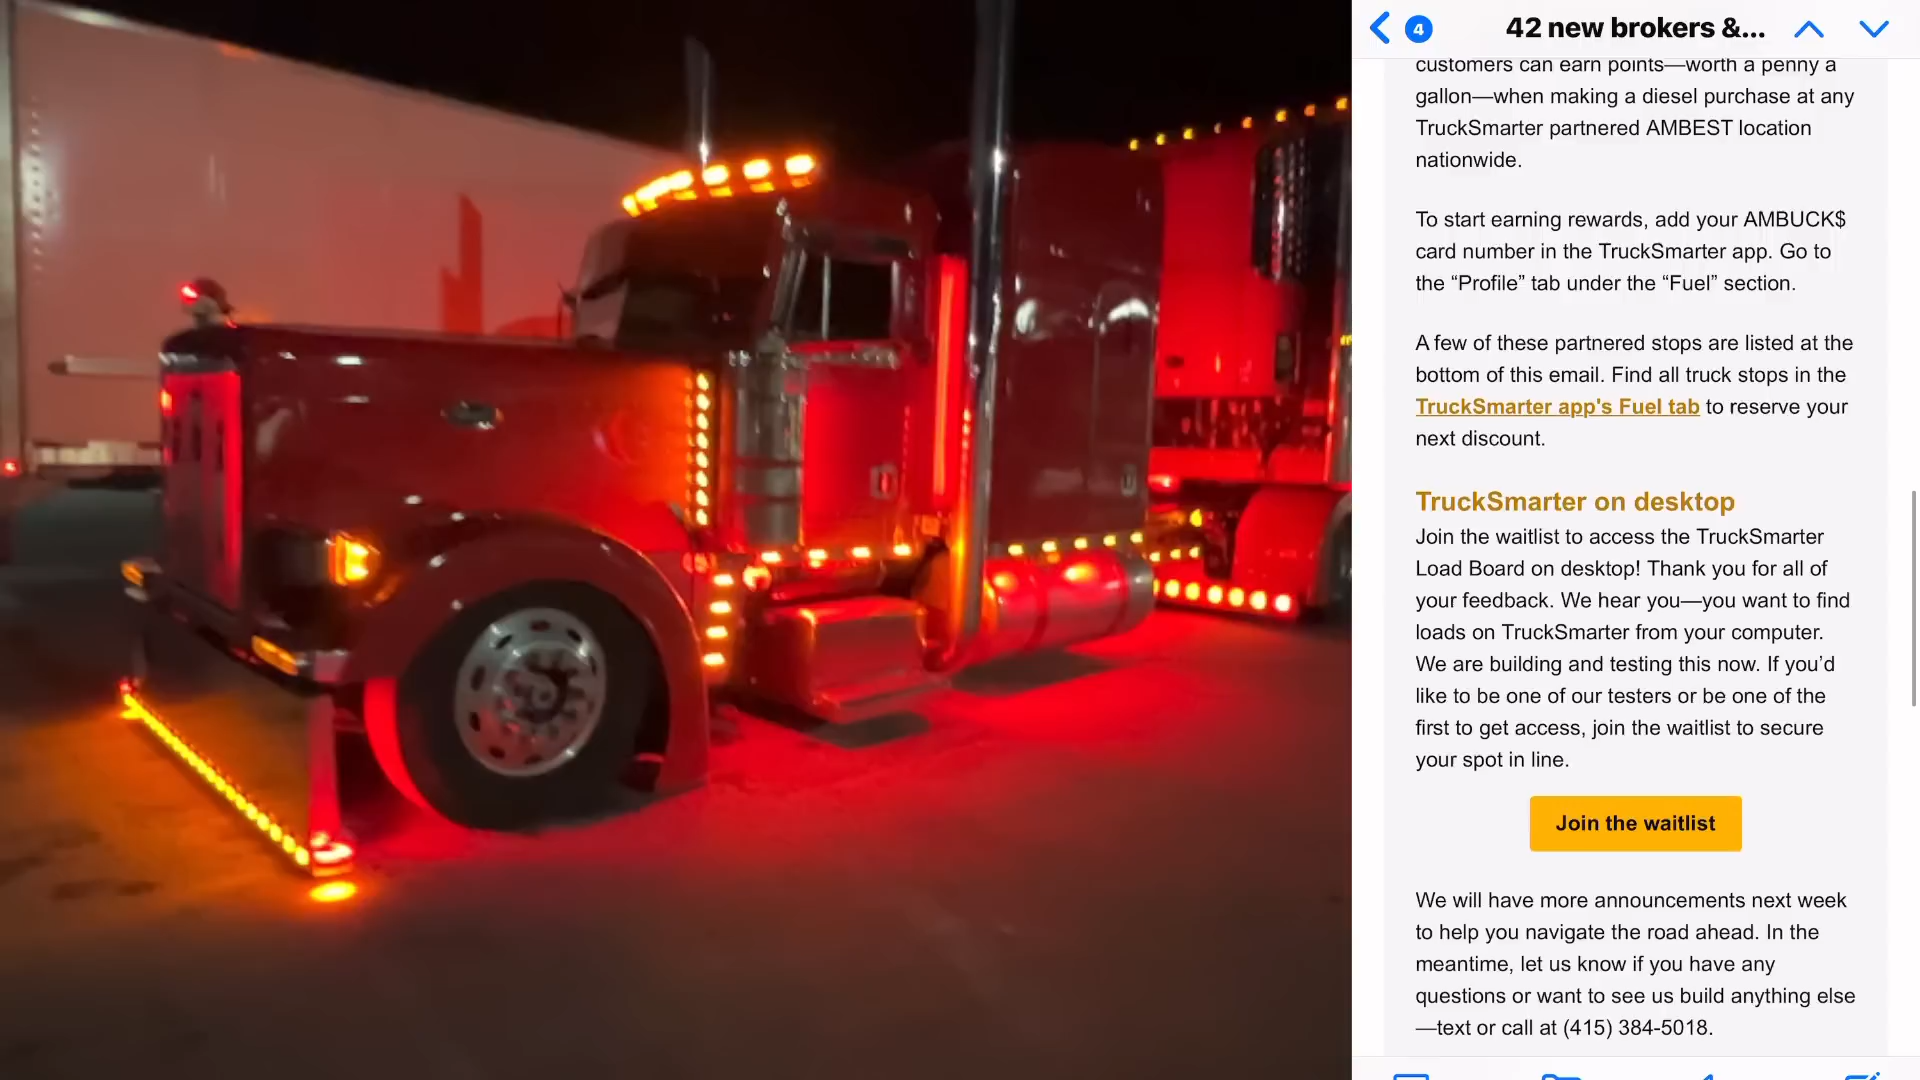 4
42 new brokers &...
customers can earn points—worth a penny a
gallon—when making a diesel purchase at any
TruckSmarter partnered AMBEST location
nationwide.
To start earning rewards, add your AMBUCK$
card number in the TruckSmarter app. Go to
the “Profile” tab under the “Fuel” section.
A few of these partnered stops are listed at the
bottom of this email. Find all truck stops in the
TruckSmarter app's Fuel tab to reserve your
next discount.
TruckSmarter on desktop
Join the waitlist to access the TruckSmarter
Load Board on desktop! Thank you for all of
your feedback. We hear you—you want to find
loads on TruckSmarter from your computer.
We are building and testing this now. If you’d
like to be one of our testers or be one of the
first to get access, join the waitlist to secure
your spot in line.
Join the waitlist
We will have more announcements next week
to help you navigate the road ahead. In the
meantime, let us know if you have any
questions or want to see us build anything else
—text or call at (415) 384-5018.